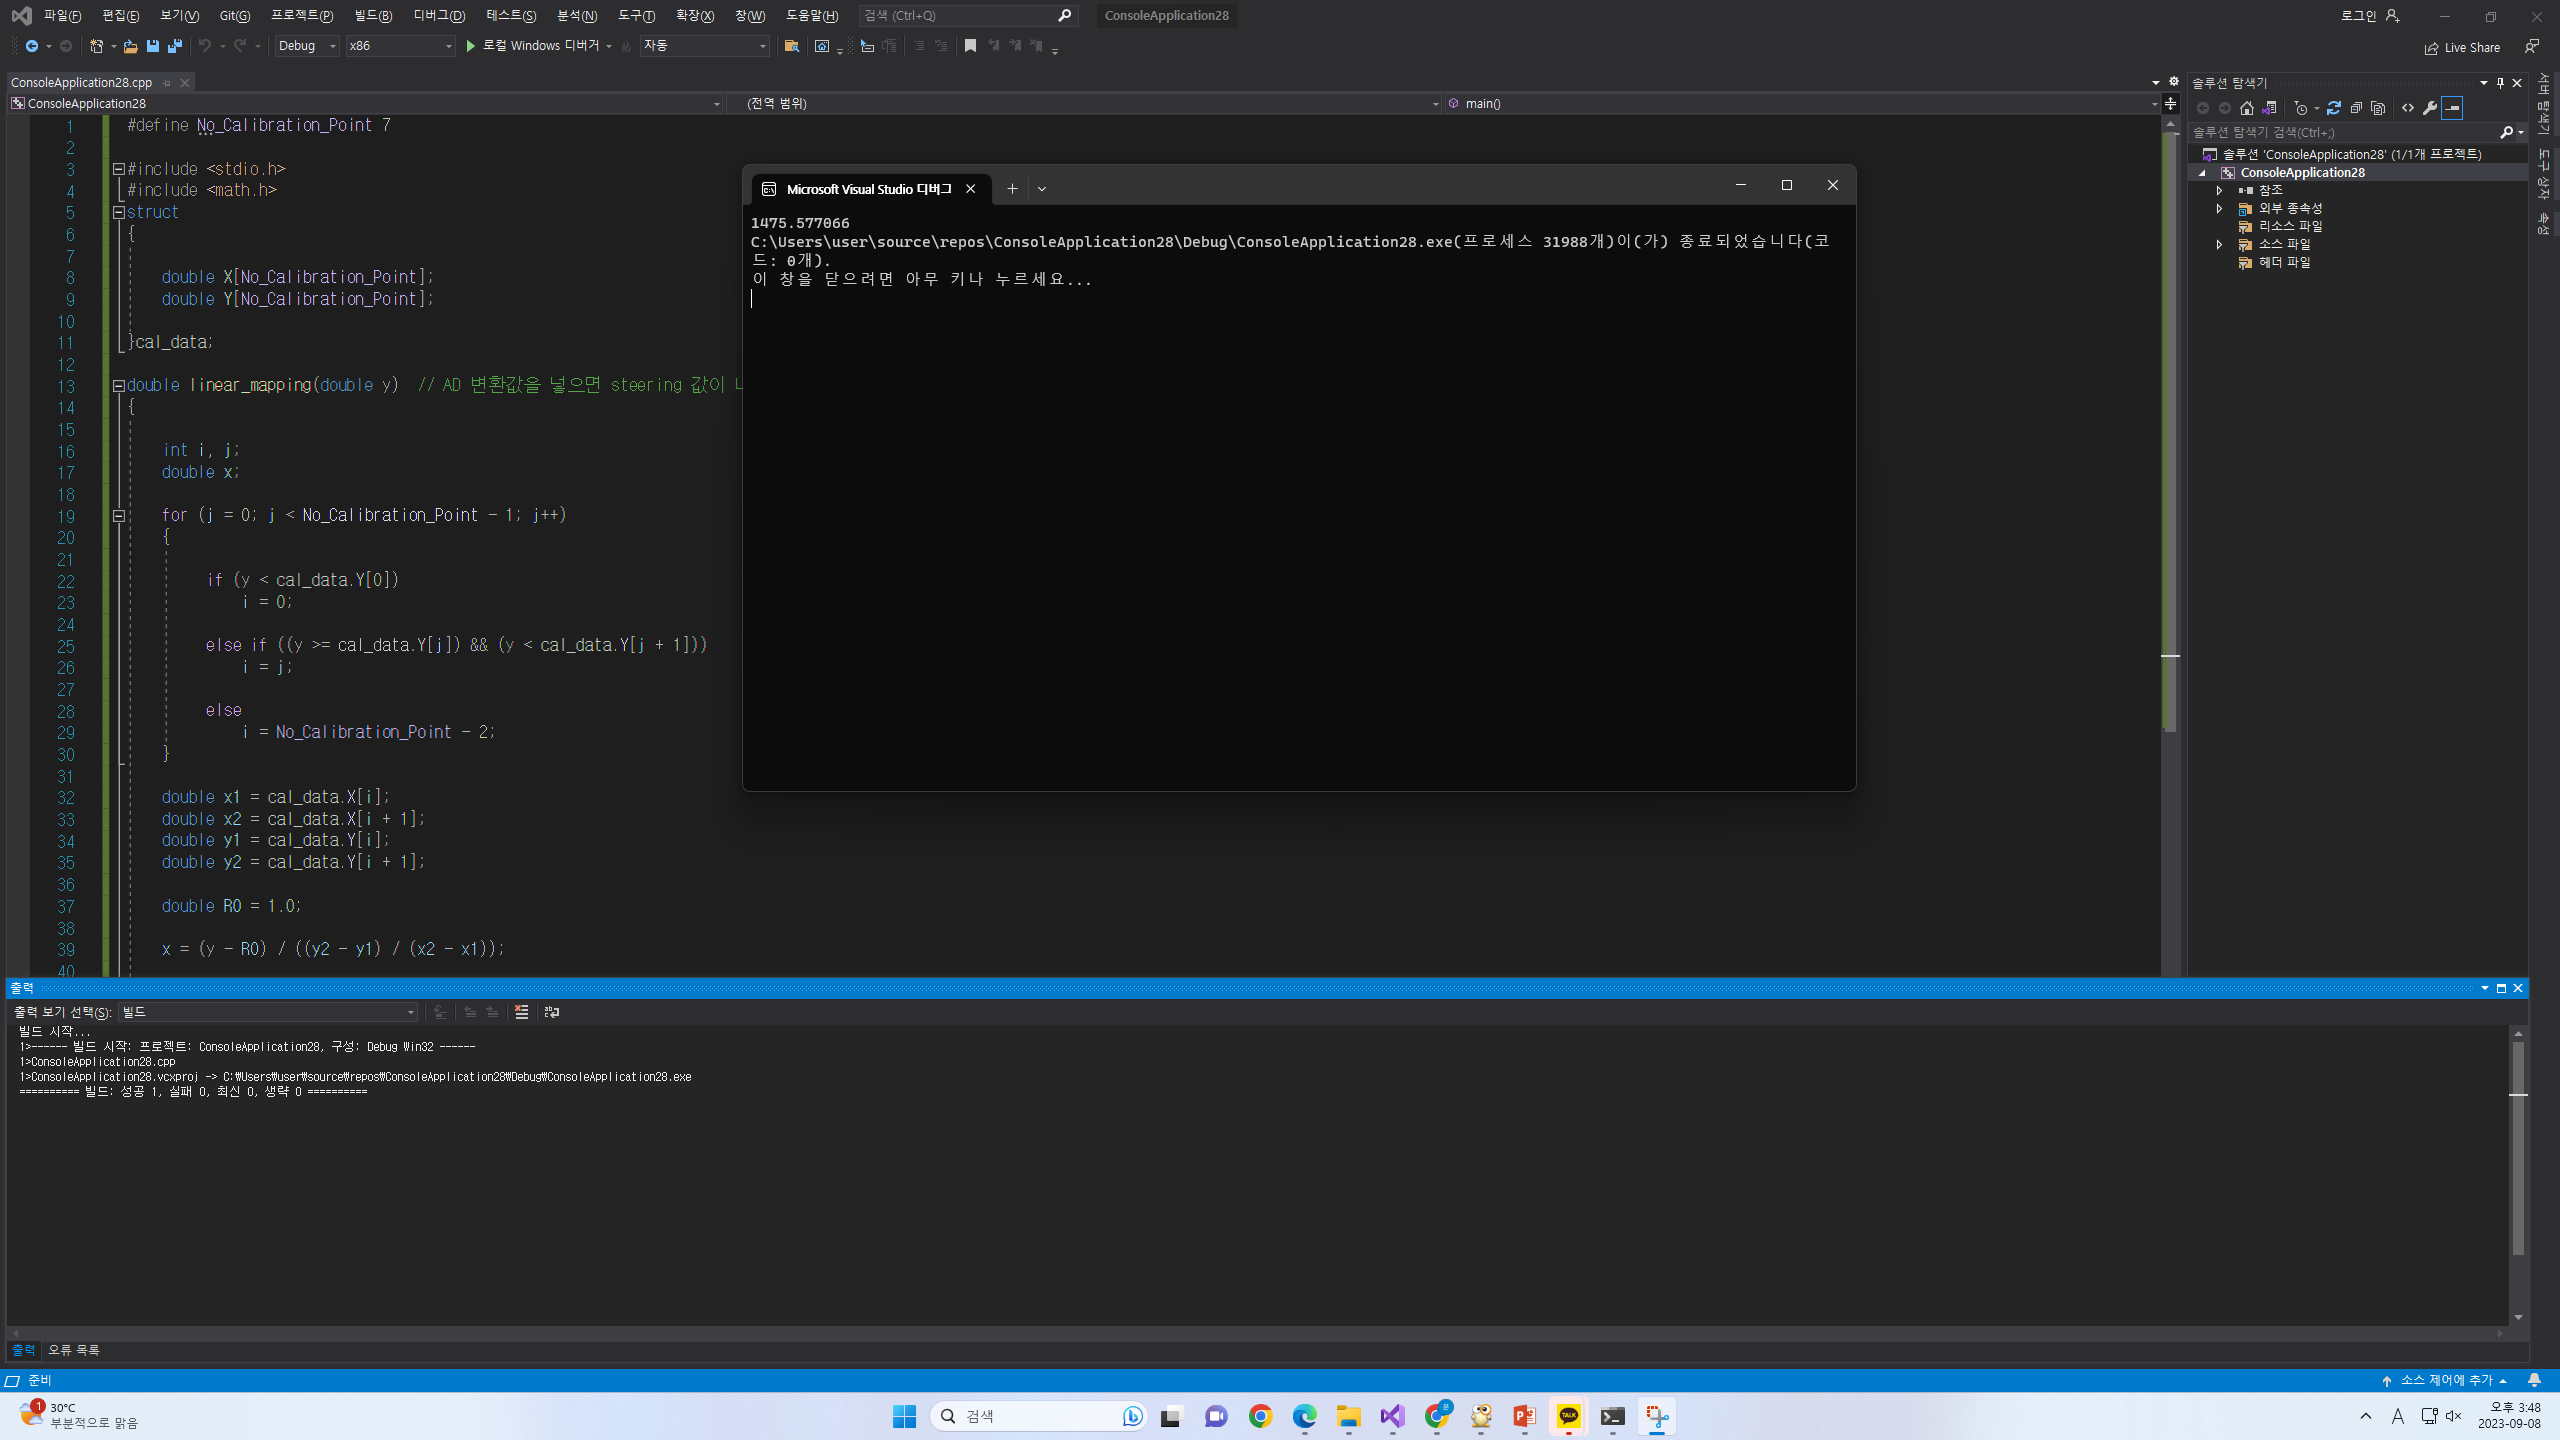 파일(F) 편집(E) 보기(V) Git(G) 프로젝트(P) 빌드(B) 디버그(D) 테스트(S) 분석(N) 도구(T) 확장(X) 창(W) 도움말(H) 검색 (Ctrl+Q) ConsoleApplication28 로그인
Debug x86 로컬 Windows 디버거 자동 Live Share
ConsoleApplication28.cpp
ConsoleApplication28 (전역 범위) main()
1 #define No_Calibration_Point 7
2
3 #include <stdio.h>
4 #include <math.h>
5 struct
6 {
7
8 double X[No_Calibration_Point];
9 double Y[No_Calibration_Point];
10
11 }cal_data;
12
13 double linear_mapping(double y) // AD 변환값을 넣으면 steering 값이
14 {
15
16 int i, j;
17 double x;
18
19 for (j = 0; j < No_Calibration_Point - 1; j++)
20 {
21
22 if (y < cal_data.Y[0])
23 i = 0;
24
25 else if ((y >= cal_data.Y[j]) && (y < cal_data.Y[j + 1]))
26 i = j;
27
28 else
29 i = No_Calibration_Point - 2;
30 }
31
32 double x1 = cal_data.X[i];
33 double x2 = cal_data.X[i + 1];
34 double y1 = cal_data.Y[i];
35 double y2 = cal_data.Y[i + 1];
36
37 double R0 = 1.0;
38
39 x = (y - R0) / ((y2 - y1) / (x2 - x1));
40
Microsoft Visual Studio 디버그
1475.577066
C:\Users\user\source\repos\ConsoleApplication28\Debug\ConsoleApplication28.exe(프로세스 31988개)이(가) 종료되었습니다(코
드: 0개).
이 창을 닫으려면 아무 키나 누르세요...
솔루션 탐색기
솔루션 탐색기 검색(Ctrl+;)
솔루션 'ConsoleApplication28' (1/1개 프로젝트)
ConsoleApplication28
참조
외부 종속성
리소스 파일
소스 파일
헤더 파일
서버 탐색기
도구 상자
속성
출력
출력 보기 선택(S): 빌드
빌드 시작...
1>------ 빌드 시작: 프로젝트: ConsoleApplication28, 구성: Debug Win32 ------
1>ConsoleApplication28.cpp
1>ConsoleApplication28.vcxproj -> C:₩Users₩user₩source₩repos₩ConsoleApplication28₩Debug₩ConsoleApplication28.exe
========== 빌드: 성공 1, 실패 0, 최신 0, 생략 0 ==========
출력 오류 목록
준비 소스 제어에 추가
1
30°C
부분적으로 맑음
검색
TALK
A
오후 3:48
2023-09-08